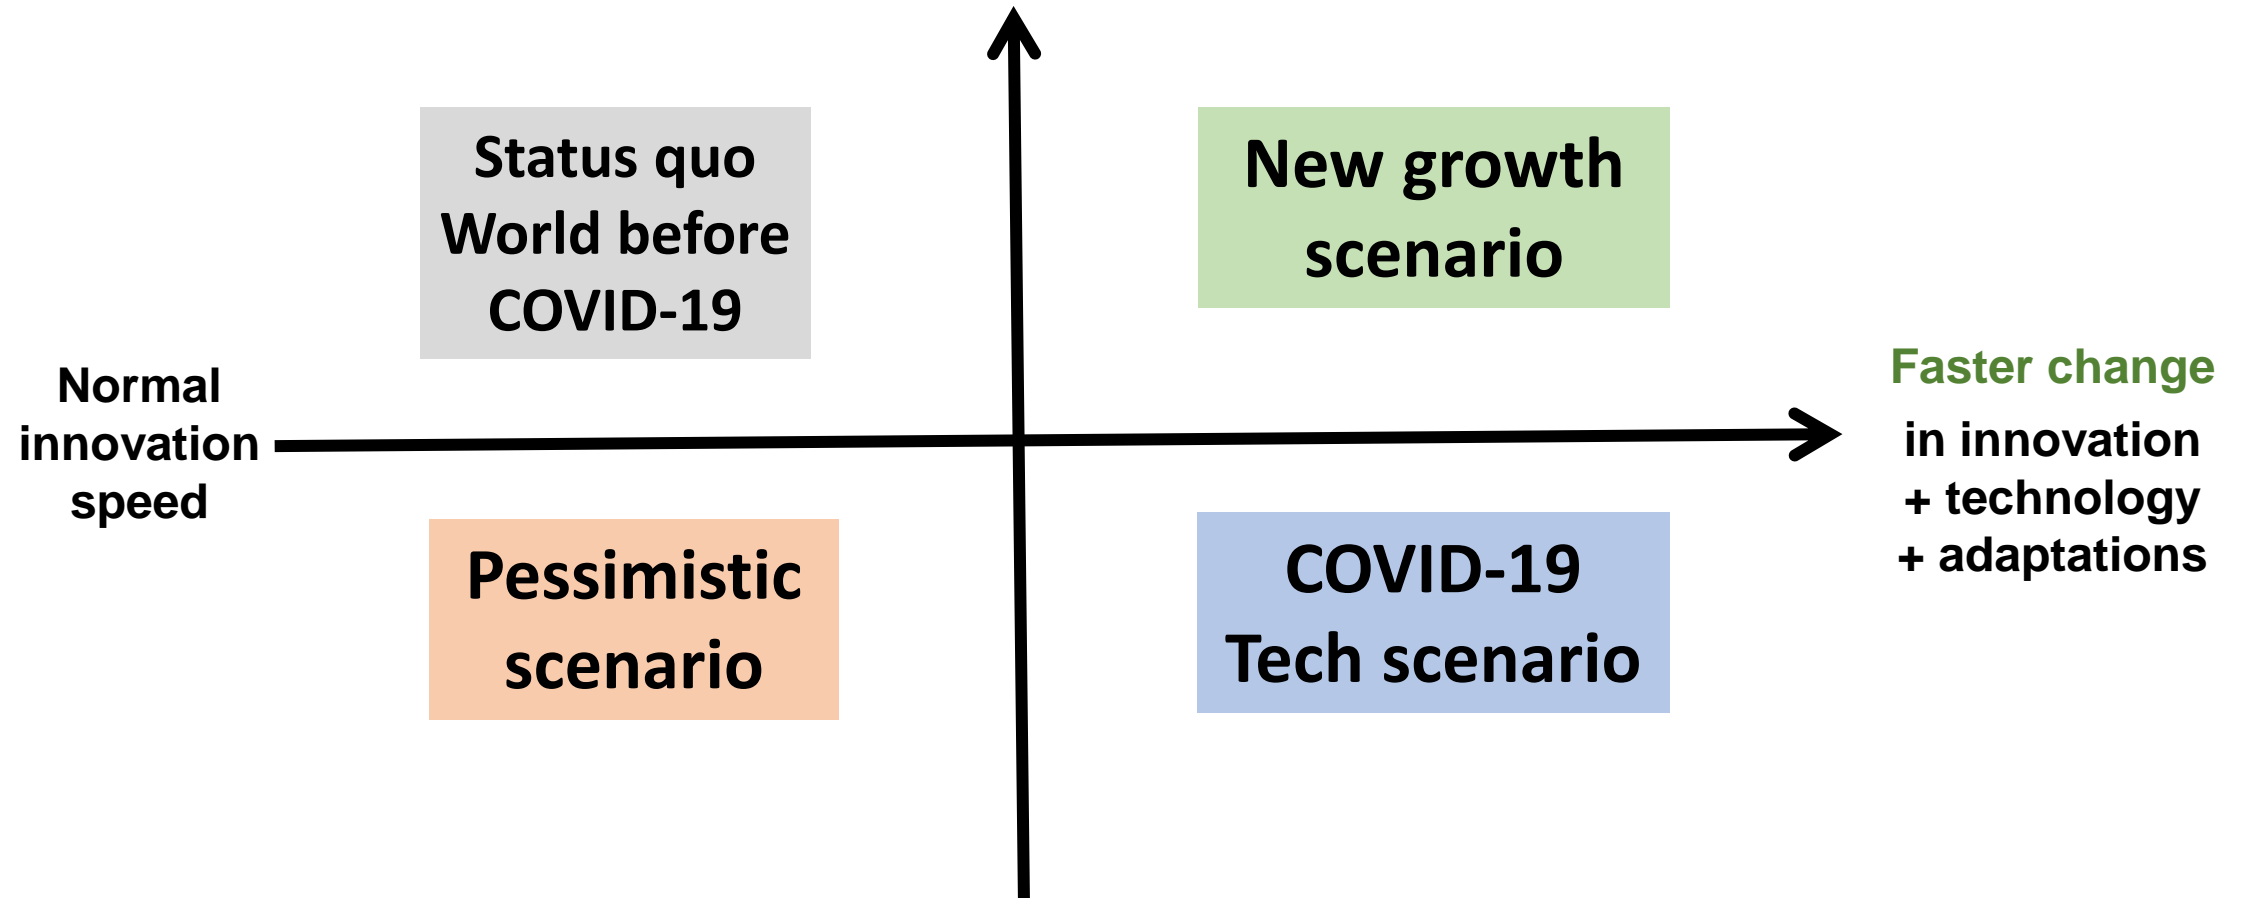 Status quo
World before
COVID-19
New growth
scenario
Normal
innovation
speed
Faster change
in innovation
+ technology
+ adaptations
Pessimistic
scenario
COVID-19
Tech scenario